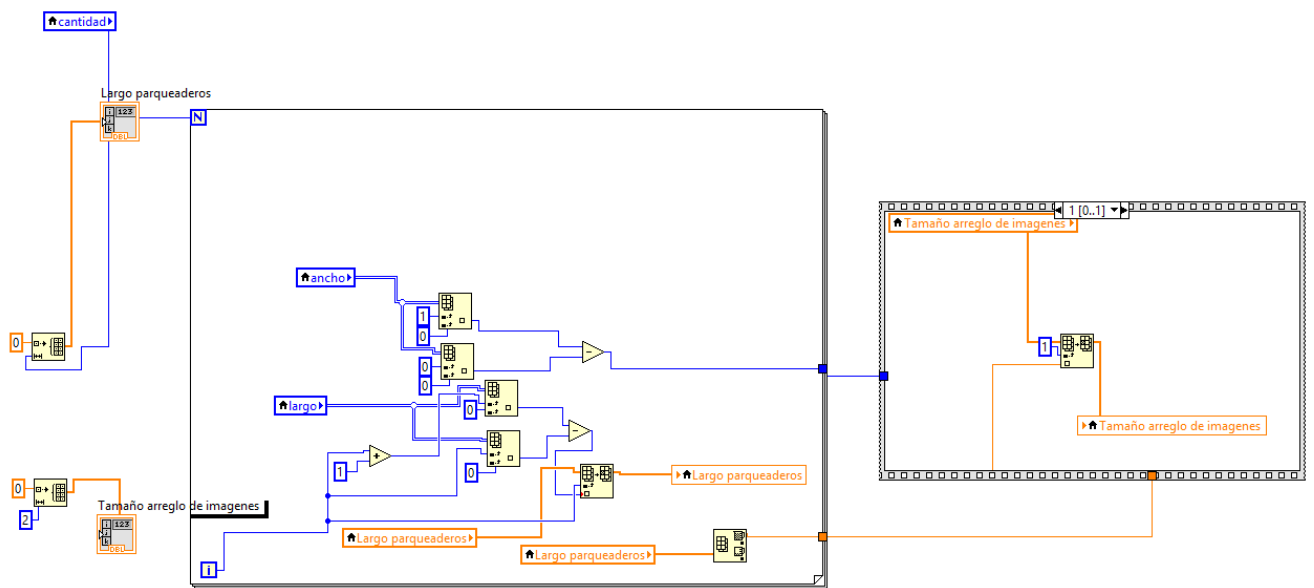 cantidad
Largo parqueaderos
123
DBL
N
1 [0..1]
Tamaño arreglo de imagenes
ancho
1
0
0
0
0
1
largo
0
Tamaño arreglo de imagenes
1
0
Largo parqueaderos
0
2
Tamaño arreglo de imagenes
123
DBL
Largo parqueaderos
Largo parqueaderos
i